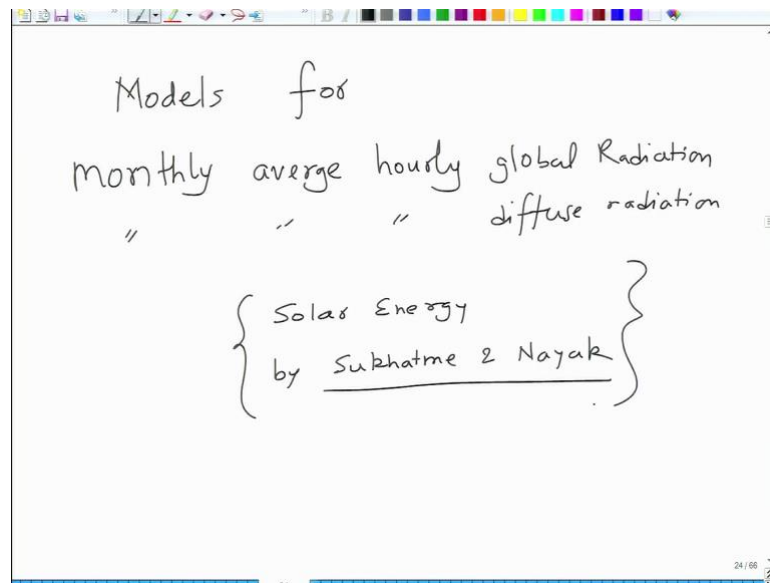 Models for
monthly averge hourly global Radiation
" " " diffuse radiation
Solar Energy
by Sukhatme & Nayak
24 / 66